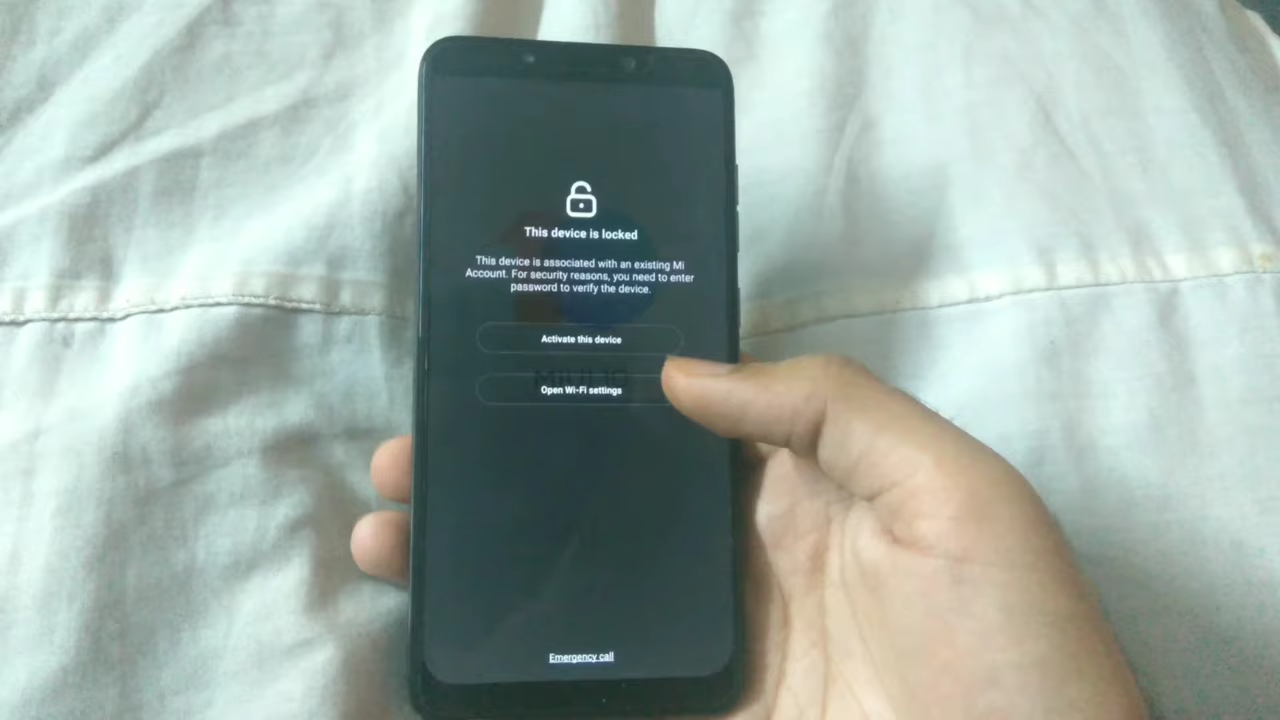 This device is locked
This device is associated with an existing Mi
Account. For security reasons, you need to enter
password to verify the device.
Activate this device
Open Wi-Fi settings
Emergency call